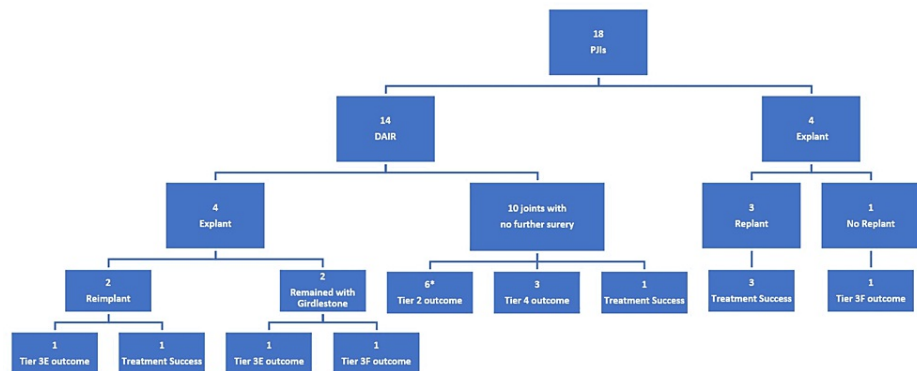 18
PJIs
14
DAIR
4
Explant
4
Explant
10 joints with
no further surery
3
Replant
1
No Replant
2
Reimplant
2
Remained with
Girdlestone
6*
Tier 2 outcome
3
Tier 4 outcome
1
Treatment Success
3
Treatment Success
1
Tier 3F outcome
1
Tier 3E outcome
1
Treatment Success
1
Tier 3E outcome
1
Tier 3F outcome